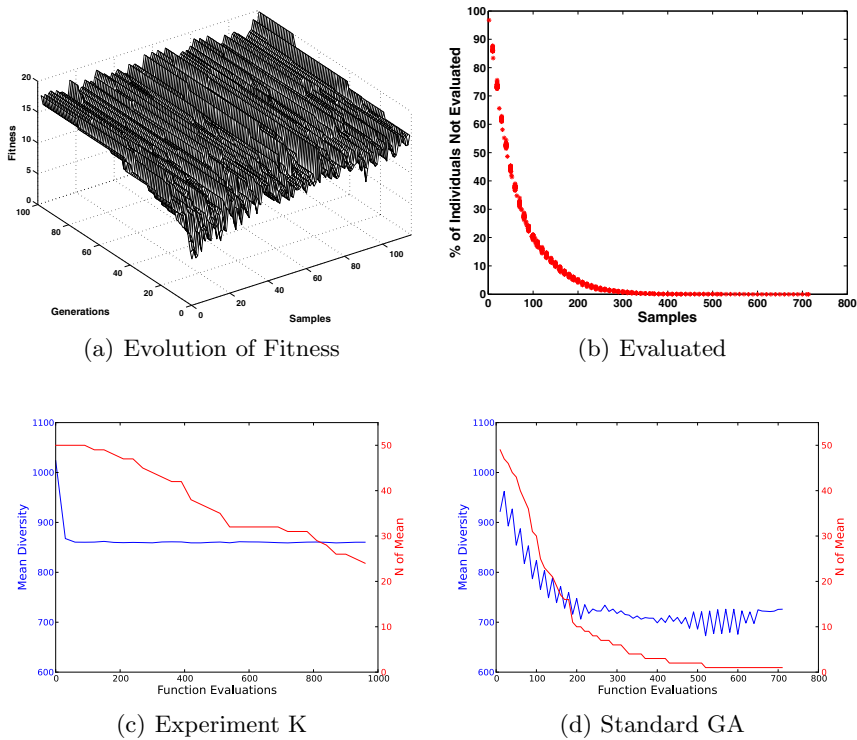 20
15
10
5
0
Fitness
100
80
60
40
20
0
Generations
0
20
40
60
80
100
Samples
(a) Evolution of Fitness
100
90
80
70
60
50
40
30
20
10
0
% of Individuals Not Evaluated
0 100 200 300 400 500 600 700 800
Samples
(b) Evaluated
1100
1000
900
800
700
600
Mean Diversity
50
40
30
20
10
0
N of Mean
0 200 400 600 800 1000
Function Evaluations
(c) Experiment K
1100
1000
900
800
700
600
Mean Diversity
50
40
30
20
10
0
N of Mean
0 100 200 300 400 500 600 700 800
Function Evaluations
(d) Standard GA